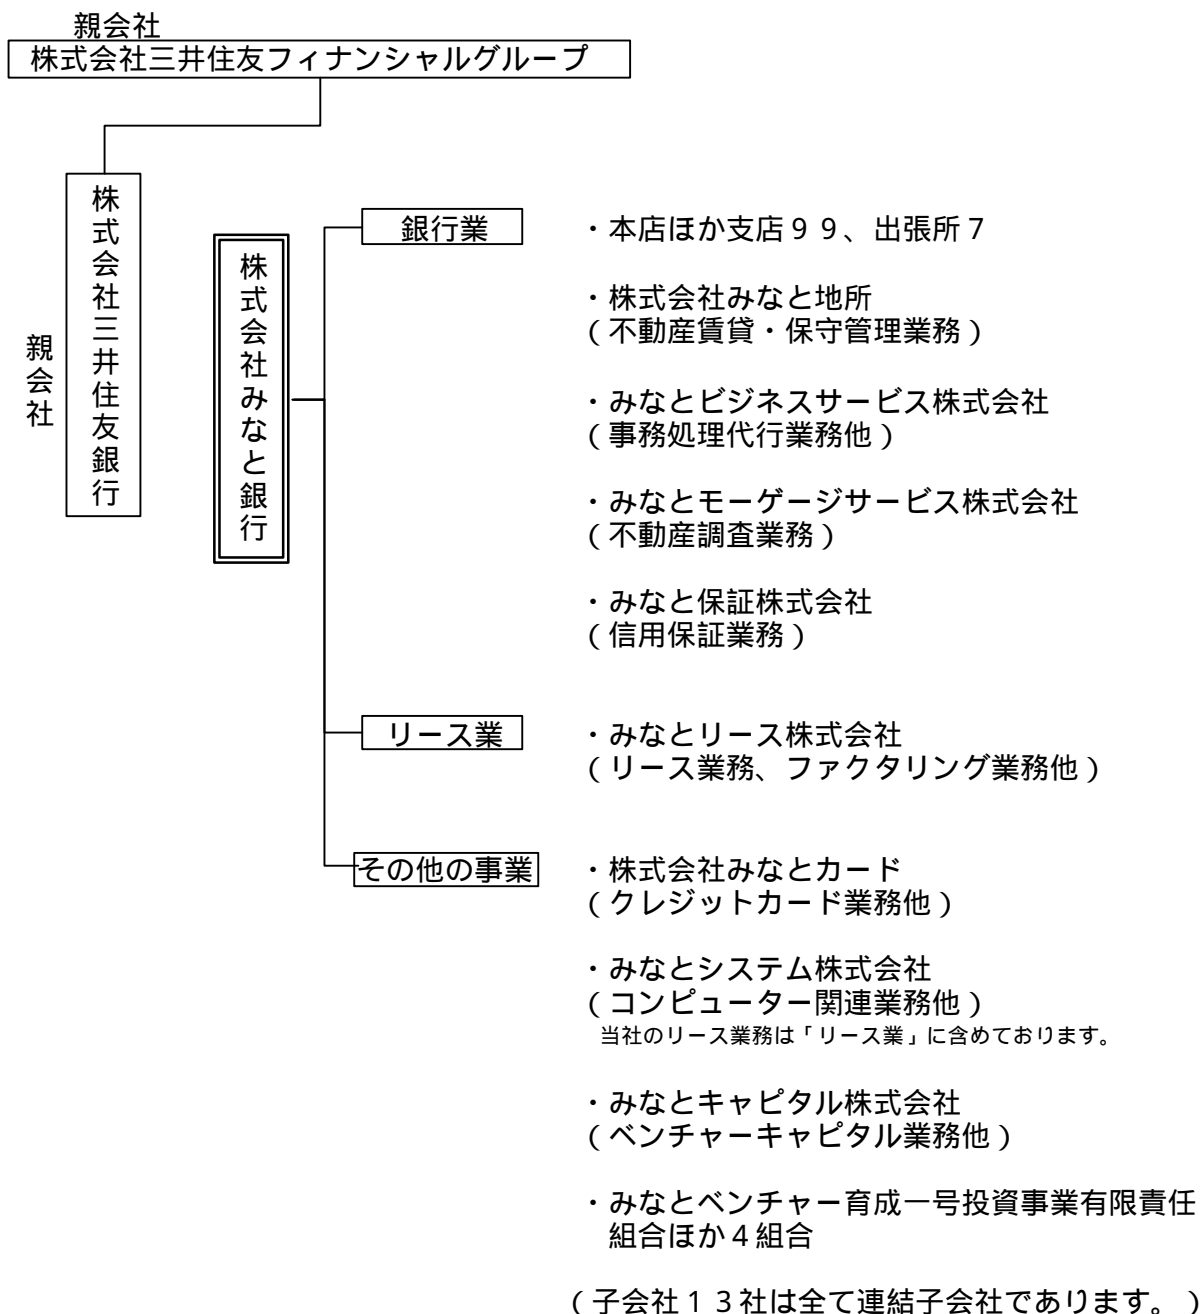 親会社
株式会社三井住友フィナンシャルグループ
親会社
株式会社三井住友銀行
株式会社みなと銀行
銀行業
・本店ほか支店９９、出張所７
・株式会社みなと地所
（不動産賃貸・保守管理業務）
・みなとビジネスサービス株式会社
（事務処理代行業務他）
・みなとモーゲージサービス株式会社
（不動産調査業務）
・みなと保証株式会社
（信用保証業務）
リース業
・みなとリース株式会社
（リース業務、ファクタリング業務他）
その他の事業
・株式会社みなとカード
（クレジットカード業務他）
・みなとシステム株式会社
（コンピューター関連業務他）
当社のリース業務は「リース業」に含めております。
・みなとキャピタル株式会社
（ベンチャーキャピタル業務他）
・みなとベンチャー育成一号投資事業有限責任
組合ほか４組合
（子会社１３社は全て連結子会社であります。）